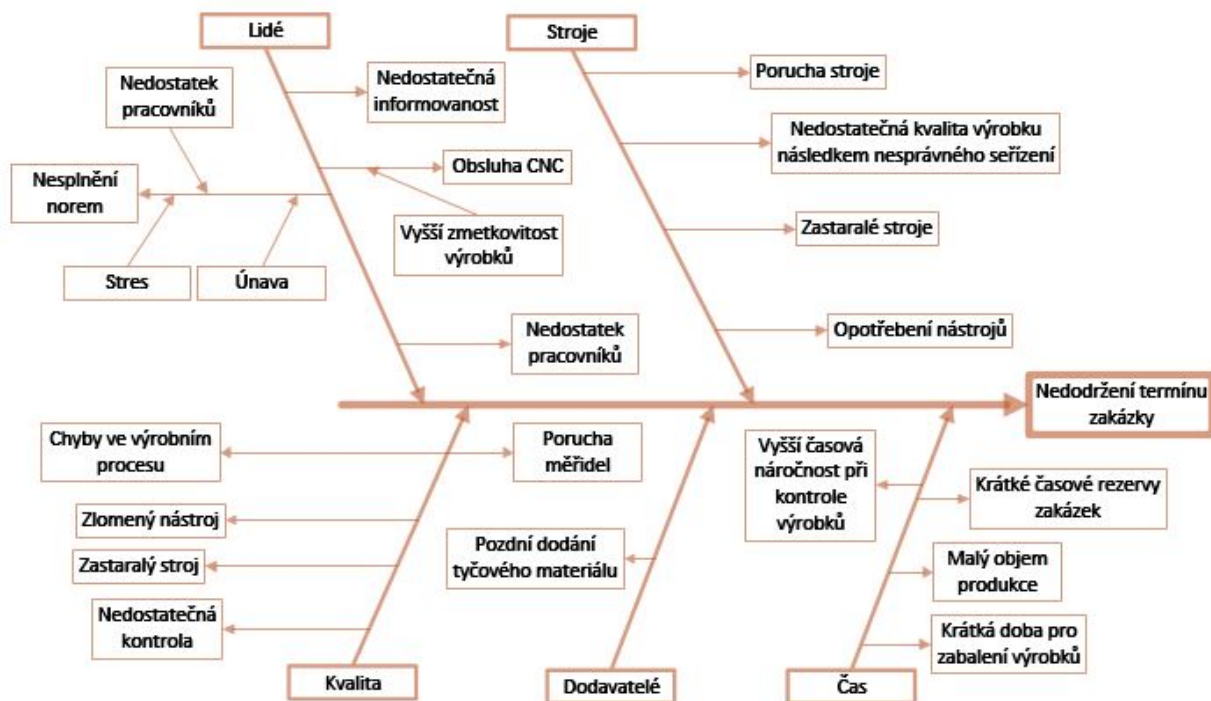 Lidé
Stroje
Nedostatek
pracovníků
Nedostatečná
informovanost
Porucha stroje
Nedostatečná kvalita výrobku
následkem nesprávného seřízení
Obsluha CNC
Nesplnění
norem
Vyšší zmetkovitost
výrobků
Zastaralé stroje
Stres
Únava
Nedostatek
pracovníků
Opotřebení nástrojů
Nedodržení termínu
zakázky
Chyby ve výrobním
procesu
Porucha
měřidel
Vyšší časová
náročnost při
kontrole
výrobků
Krátké časové rezervy
zakázek
Zlomený nástroj
Zastaralý stroj
Pozdní dodání
tyčového materiálu
Malý objem
produkce
Nedostatečná
kontrola
Krátká doba pro
zabalení výrobků
Kvalita
Dodavatelé
Čas